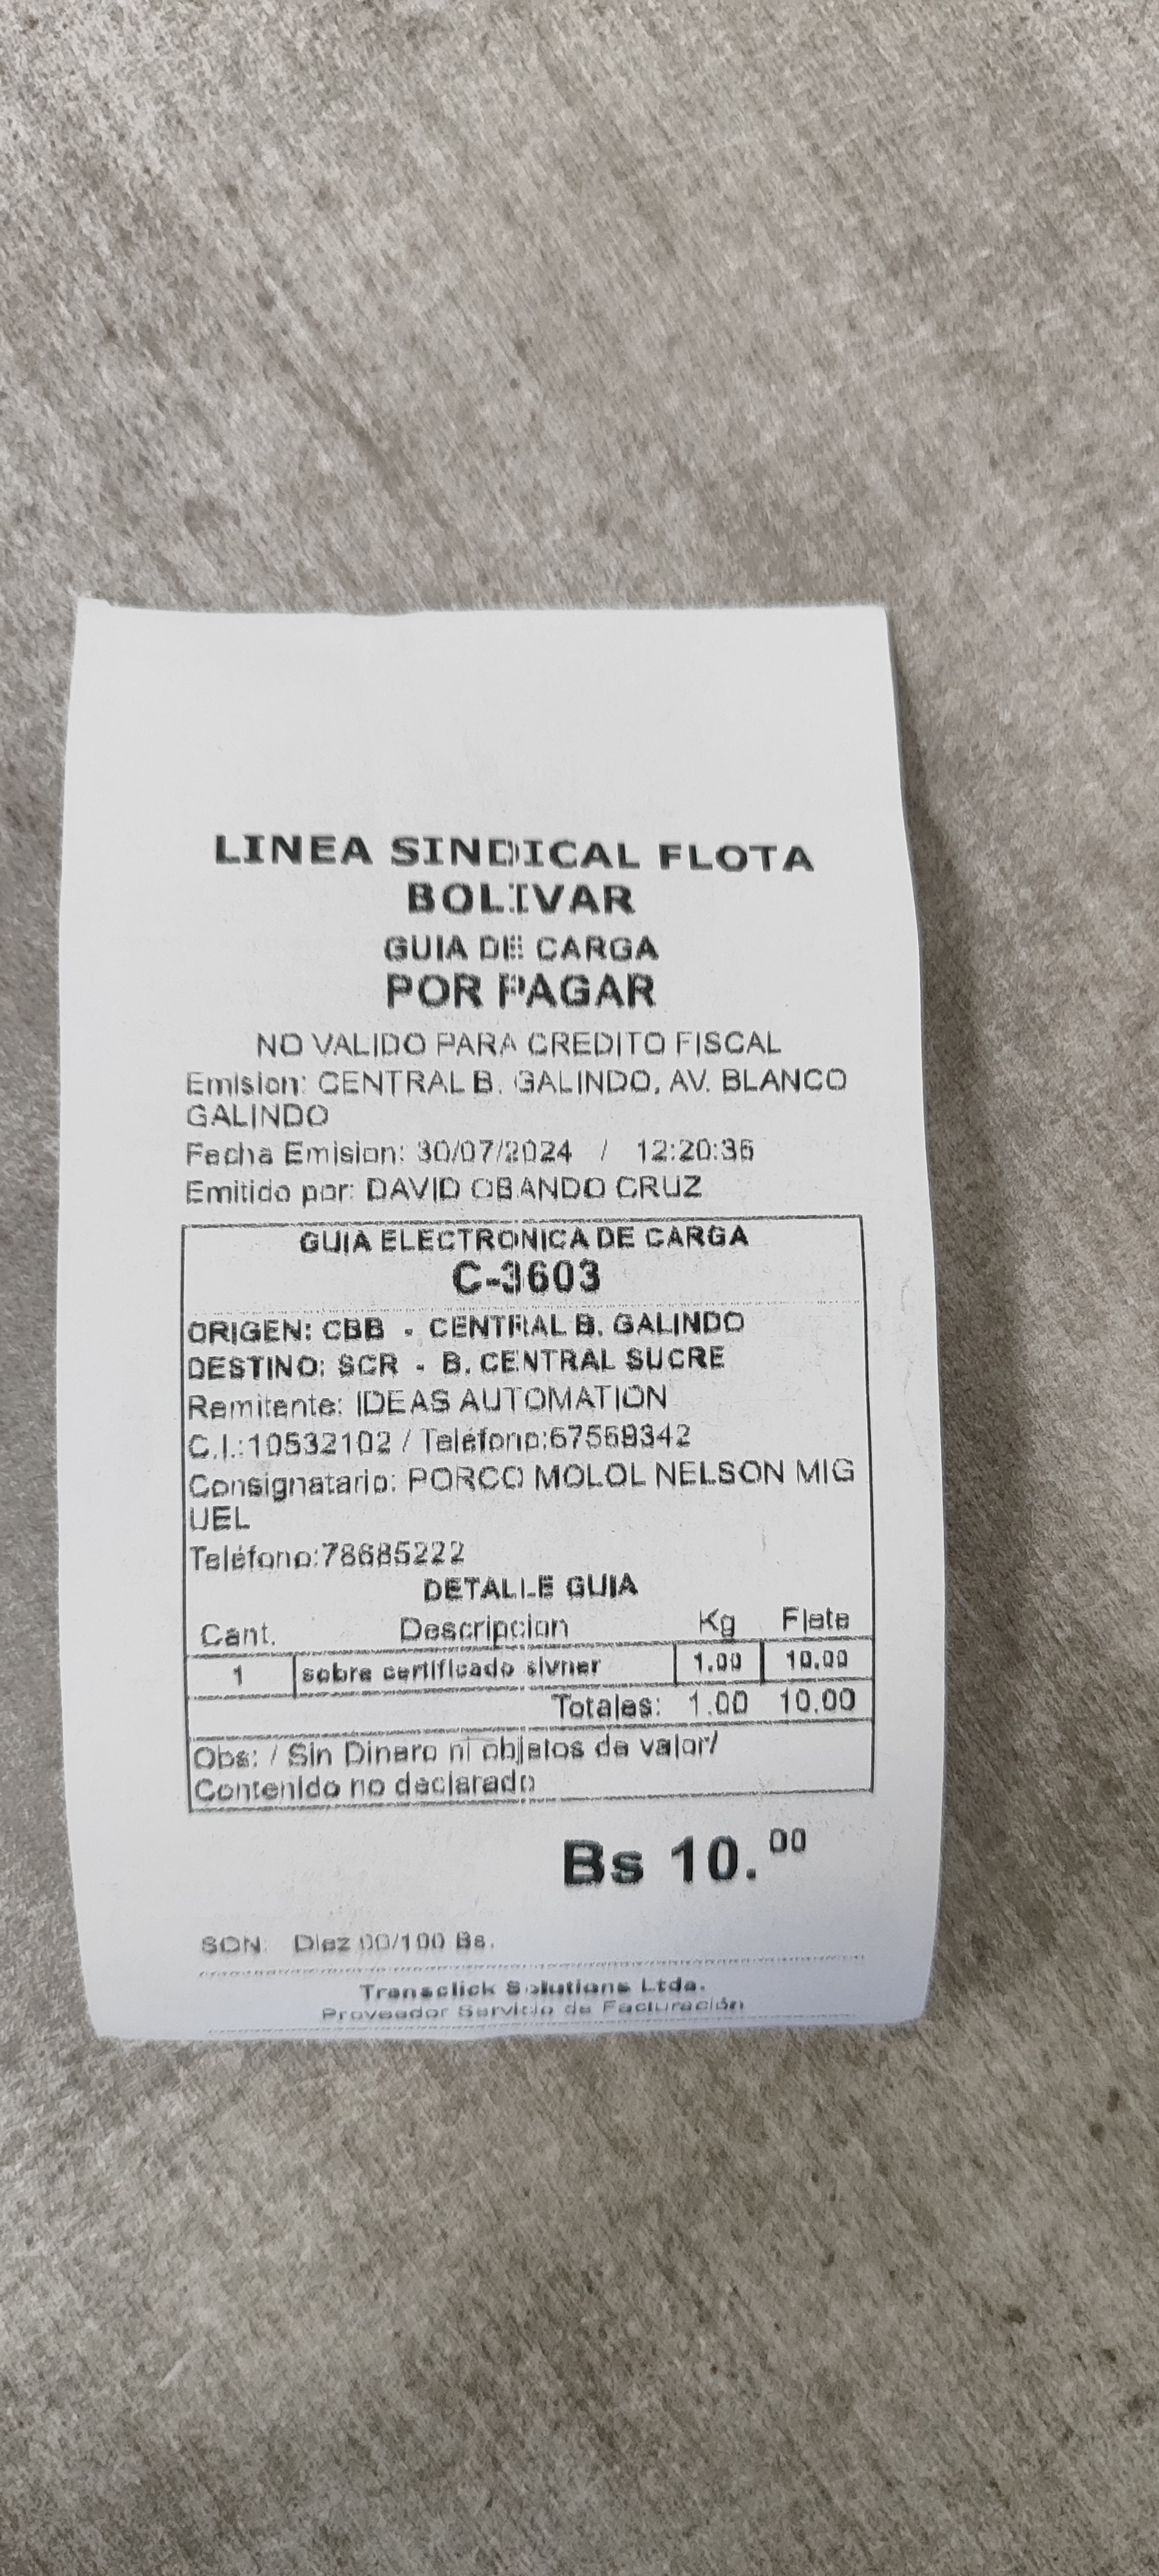 LINEA SINDICAL FLOTA
BOLIVAR
GUIA DE CARGA
POR PAGAR
NO VALIDO PARA CREDITO FISCAL
Emision: CENTRAL B. GALINDO, AV. BLANCO
GALINDO
Fecha Emision: 30/07/2024 / 12:20:36
Emitido por: DAVID OBANDO CRUZ
GUIA ELECTRONICA DE CARGA
C-3603
ORIGEN: CBB - CENTRAL B. GALINDO
DESTINO: SCR - B. CENTRAL SUCRE
Remitente: IDEAS AUTOMATION
C.I.:10532102 / Teléfono:
Consignatario: PORCO MOLOL NELSON MIG
UEL
Teléfono:78685222
DETALLE GUIA
Cant. Descripcion Kg Flete
1 sobre certificado sivner 1.00 10.00
Totales: 1.00 10.00
Obs: / Sin Dinero ni objetos de valor/
Contenido no declarado
Bs 10.00
SON: Diez 00/100 Bs.
Transclick Solutions Ltda.
Proveedor Servicio de Facturación